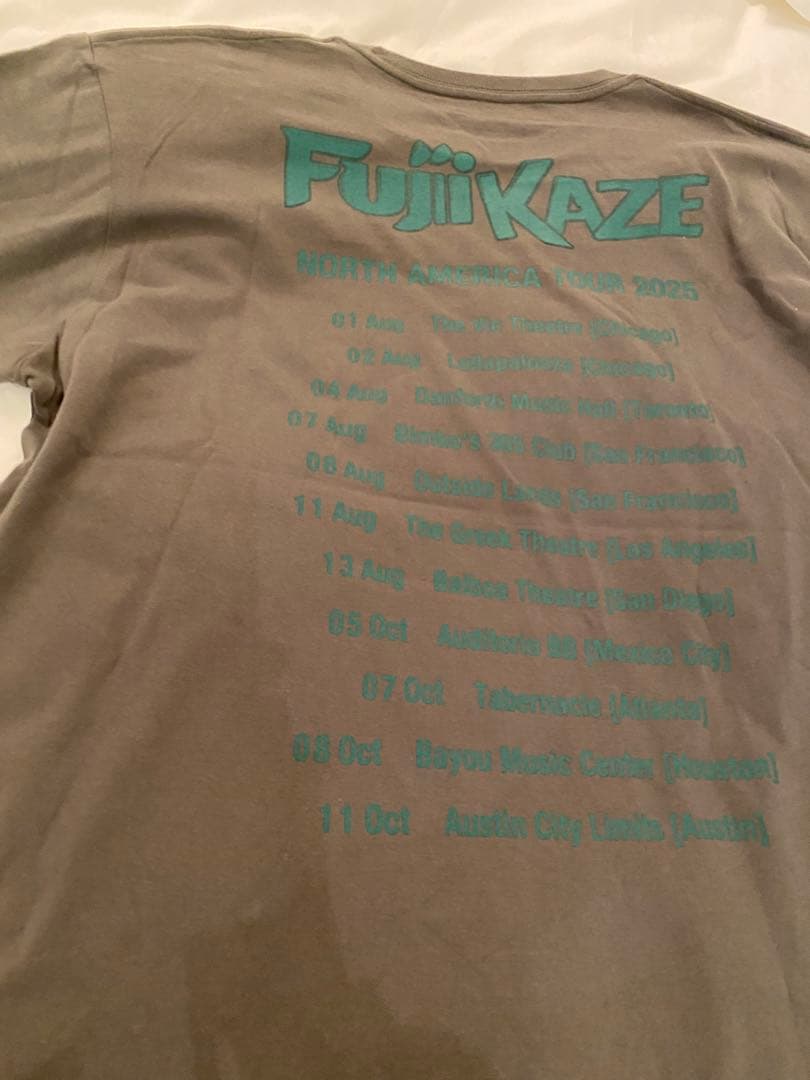 FUJII KAZE
NORTH AMERICA TOUR 2025
01 Aug The Vic Theatre [Chicago]
02 Aug Lollapalooza [Chicago]
04 Aug Danforth Music Hall [Toronto]
07 Aug Bimbo's 365 Club [San Francisco]
08 Aug Outside Lands [San Francisco]
11 Aug The Greek Theatre [Los Angeles]
13 Aug Balboa Theatre [San Diego]
05 Oct Auditorio BB [Mexico City]
07 Oct Tabernacle [Atlanta]
08 Oct Bayou Music Center [Houston]
11 Oct Austin City Limits [Austin]